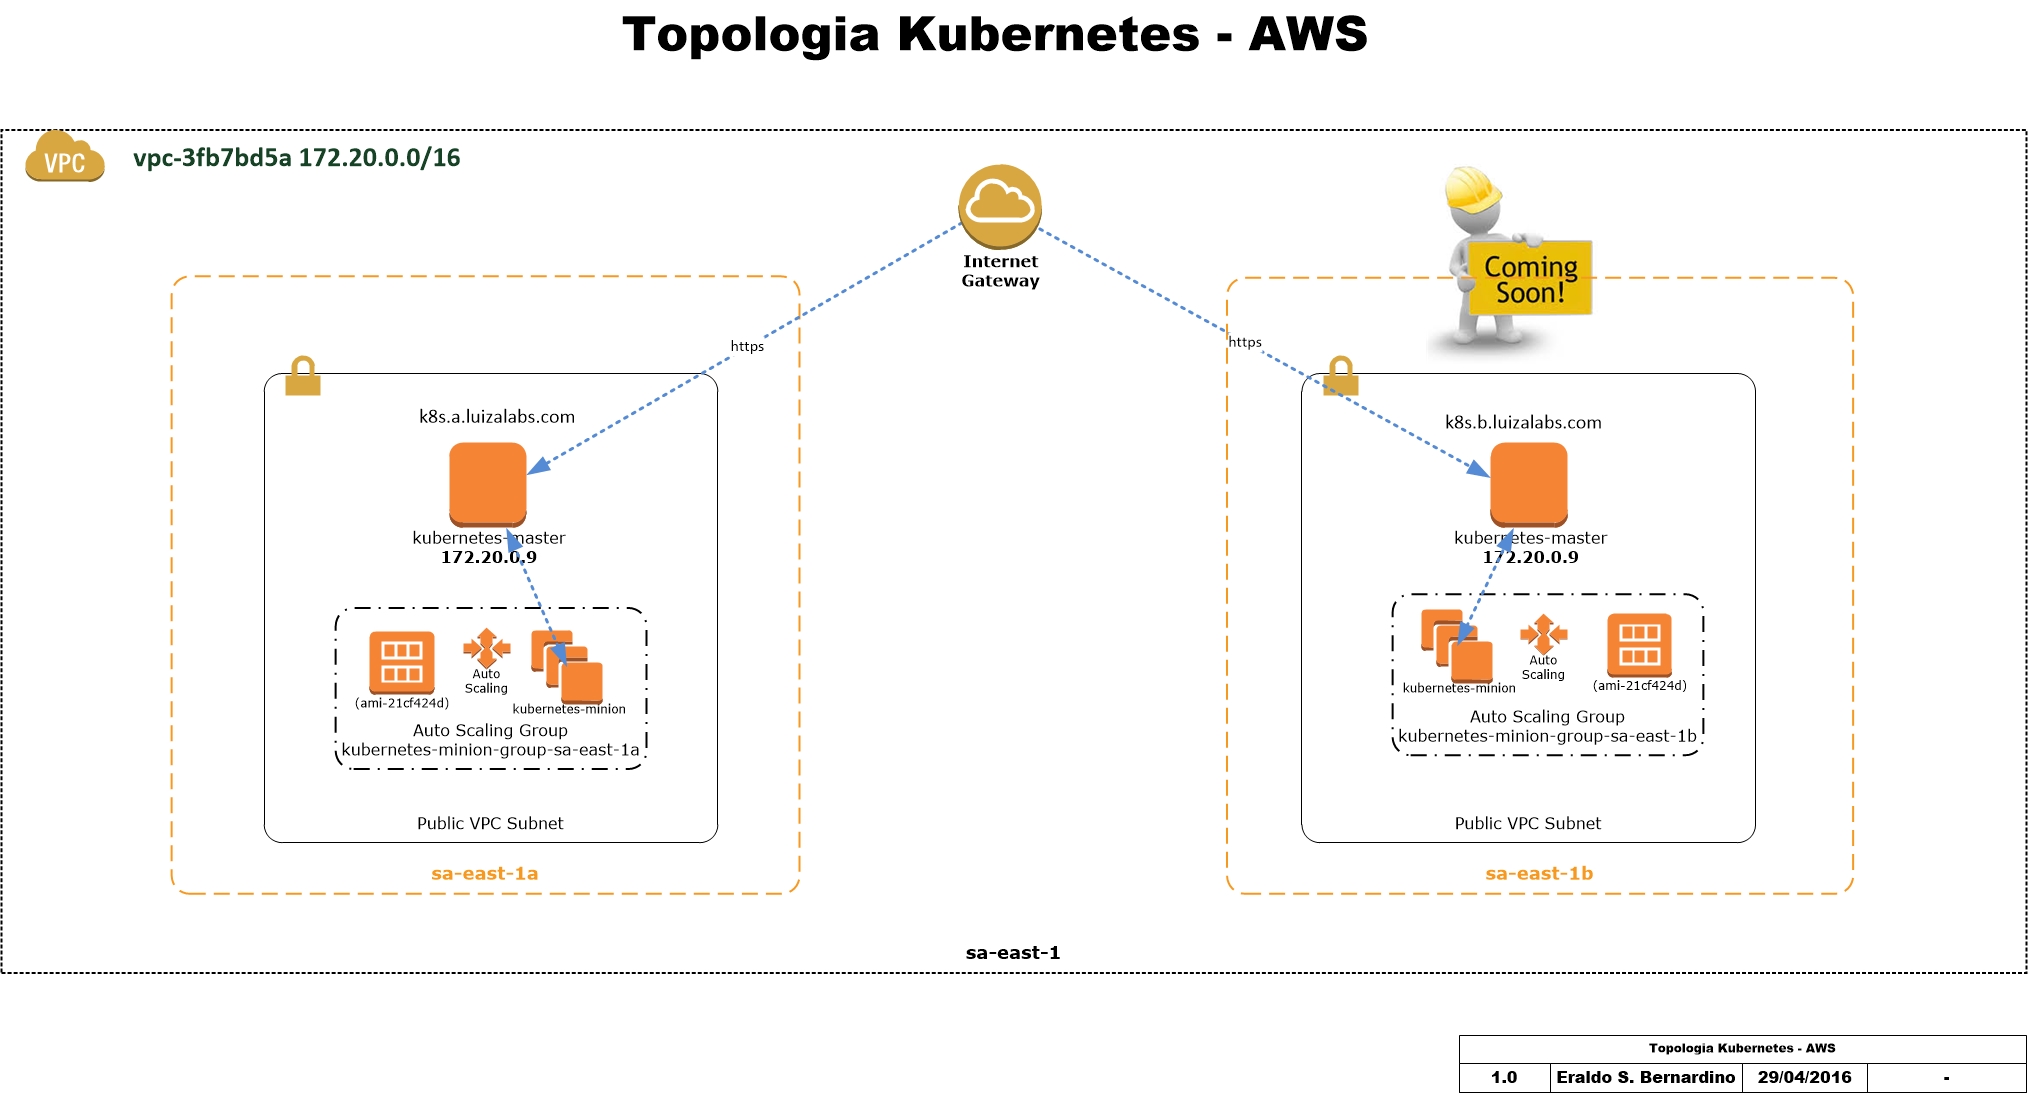 Topologia Kubernetes - AWS
VPC
vpc-3fb7bd5a 172.20.0.0/16
Internet
Gateway
Coming
Soon!
https
https
k8s.a.luizalabs.com
kubernetes-master
172.20.0.9
Auto
Scaling
(ami-21cf424d)
kubernetes-minion
Auto Scaling Group
kubernetes-minion-group-sa-east-1a
Public VPC Subnet
sa-east-1a
k8s.b.luizalabs.com
kubernetes-master
172.20.0.9
kubernetes-minion
Auto
Scaling
(ami-21cf424d)
Auto Scaling Group
kubernetes-minion-group-sa-east-1b
Public VPC Subnet
sa-east-1b
sa-east-1
Topologia Kubernetes - AWS
1.0 Eraldo S. Bernardino 29/04/2016 -